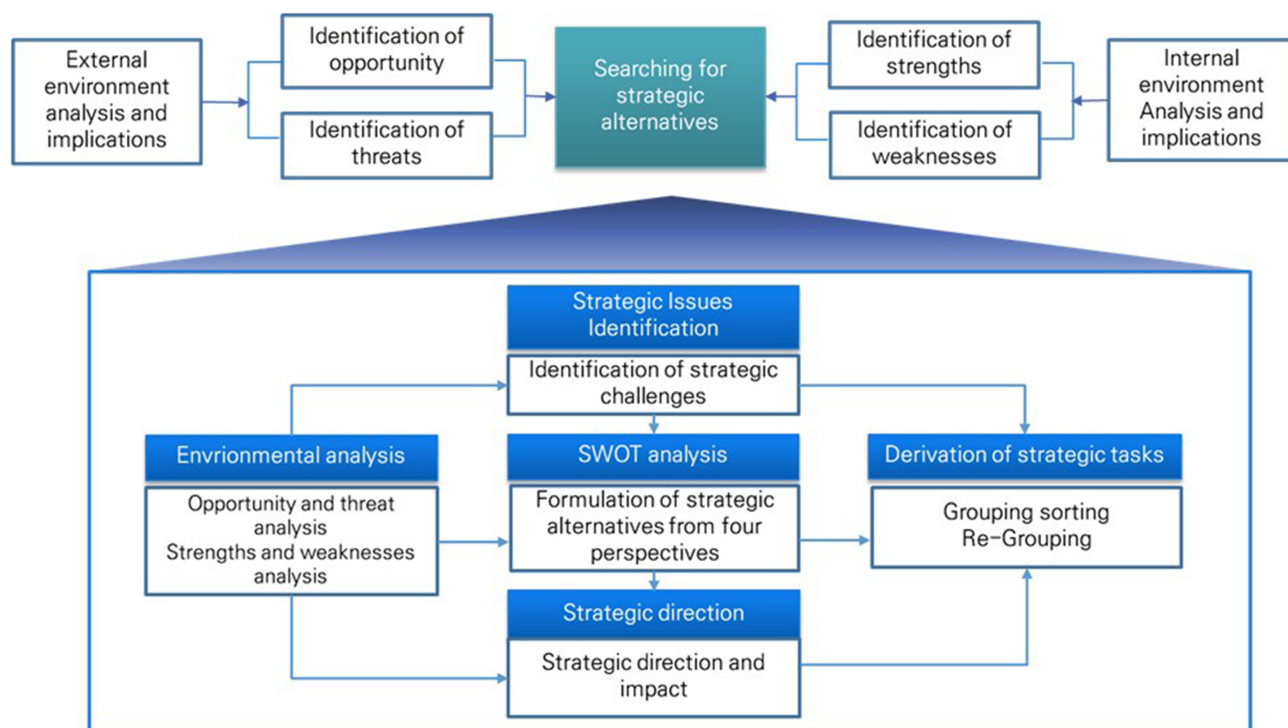 External
environment
analysis and
implications
Identification of
opportunity
Identification of
threats
Searching for
strategic
alternatives
Identification of
strengths
Identification of
weaknesses
Internal
environment
Analysis and
implications
Strategic Issues
Identification
Identification of strategic
challenges
Envrionmental analysis
Opportunity and threat
analysis
Strengths and weaknesses
analysis
SWOT analysis
Formulation of strategic
alternatives from four
perspectives
Derivation of strategic tasks
Grouping sorting
Re-Grouping
Strategic direction
Strategic direction and
impact